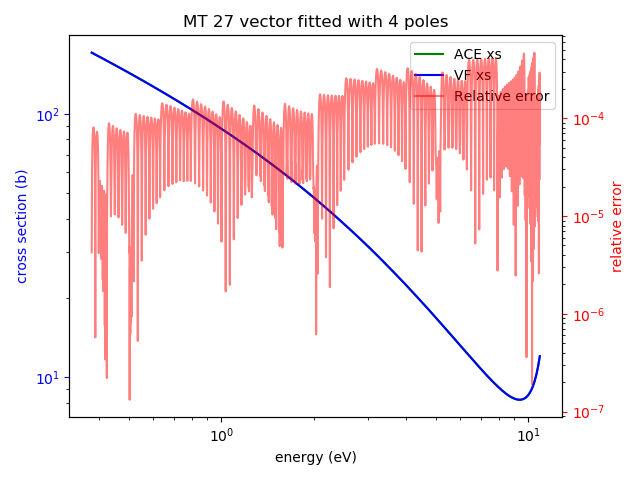 MT 27 vector fitted with 4 poles
ACE xs
VF xs
Relative error
cross section (b)
10²
10¹
relative error
10⁻⁴
10⁻⁵
10⁻⁶
10⁻⁷
10⁰
10¹
energy (eV)